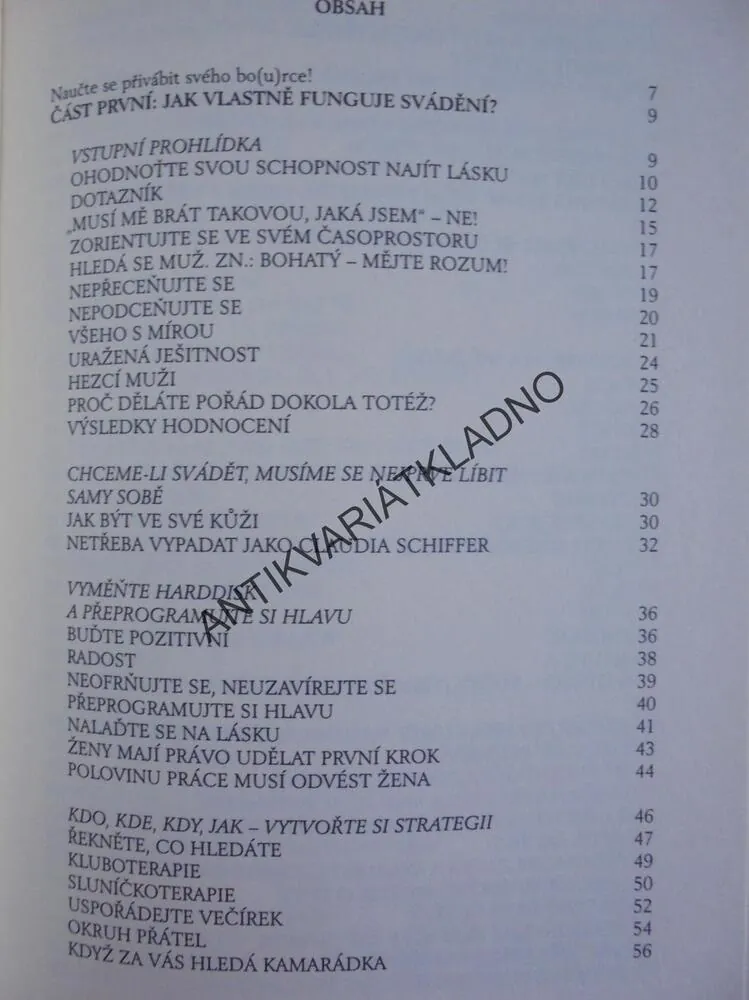 OBSAH
Naučte se přivábit svého bo(u)rce! 7
ČÁST PRVNÍ: JAK VLASTNĚ FUNGUJE SVÁDĚNÍ? 9
VSTUPNÍ PROHLÍDKA 9
OHODNOŤTE SVOU SCHOPNOST NAJÍT LÁSKU 10
DOTAZNÍK 12
„MUSÍ MĚ BRÁT TAKOVOU, JAKÁ JSEM“ – NE! 15
ZORIENTUJTE SE VE SVÉM ČASOPROSTORU 17
HLEDÁ SE MUŽ. ZN.: BOHATÝ – MĚJTE ROZUM! 17
NEPŘECEŇUJTE SE 19
NEPODCEŇUJTE SE 20
VŠEHO S MÍROU 21
URAŽENÁ JEŠITNOST 24
HEZCÍ MUŽI 25
PROČ DĚLÁTE POŘÁD DOKOLA TOTÉŽ? 26
VÝSLEDKY HODNOCENÍ 28
CHCEME-LI SVÁDĚT, MUSÍME SE NEJPRVE LÍBIT
SAMY SOBĚ 30
JAK BÝT VE SVÉ KŮŽI 30
NETŘEBA VYPADAT JAKO CLAUDIA SCHIFFER 32
VYMĚŇTE HARDDISK
A PŘEPROGRAMUJTE SI HLAVU 36
BUĎTE POZITIVNÍ 36
RADOST 38
NEOFRŇUJTE SE, NEUZAVÍREJTE SE 39
PŘEPROGRAMUJTE SI HLAVU 40
NALAĎTE SE NA LÁSKU 41
ŽENY MAJÍ PRÁVO UDĚLAT PRVNÍ KROK 43
POLOVINU PRÁCE MUSÍ ODVÉST ŽENA 44
KDO, KDE, KDY, JAK – VYTVOŘTE SI STRATEGII 46
ŘEKNĚTE, CO HLEDÁTE 47
KLUBOTERAPIE 49
SLUNÍČKOTERAPIE 50
USPOŘÁDEJTE VEČÍREK 52
OKRUH PŘÁTEL 54
KDYŽ ZA VÁS HLEDÁ KAMARÁDKA 56
ANTIKVARIÁTKLADNO